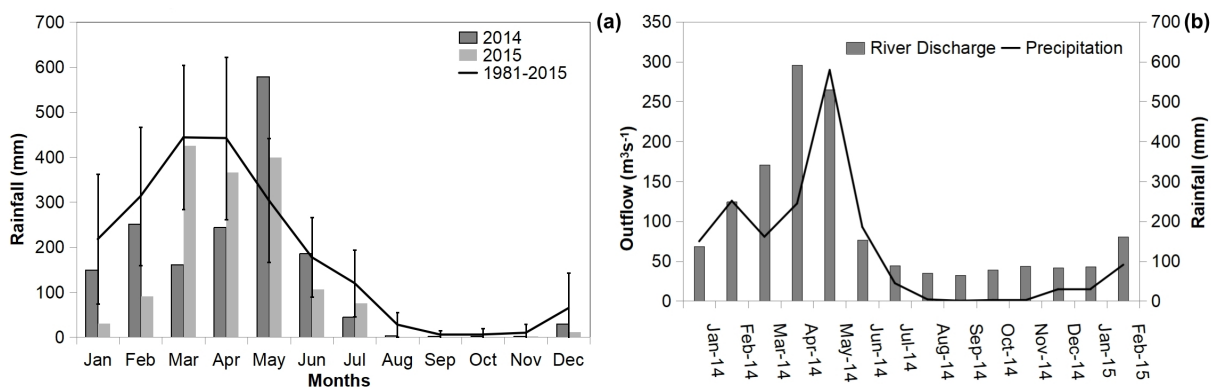 (a)
700
600
500
400
300
200
100
0
Rainfall (mm)
2014
2015
1981-2015
Jan Feb Mar Apr May Jun Jul Aug Sep Oct Nov Dec
Months
(b)
350
300
250
200
150
100
50
0
Outflow (m³s⁻¹)
River Discharge Precipitation
700
600
500
400
300
200
100
0
Rainfall (mm)
Jan-14
Feb-14
Mar-14
Apr-14
May-14
Jun-14
Jul-14
Aug-14
Sep-14
Oct-14
Nov-14
Dec-14
Jan-15
Feb-15